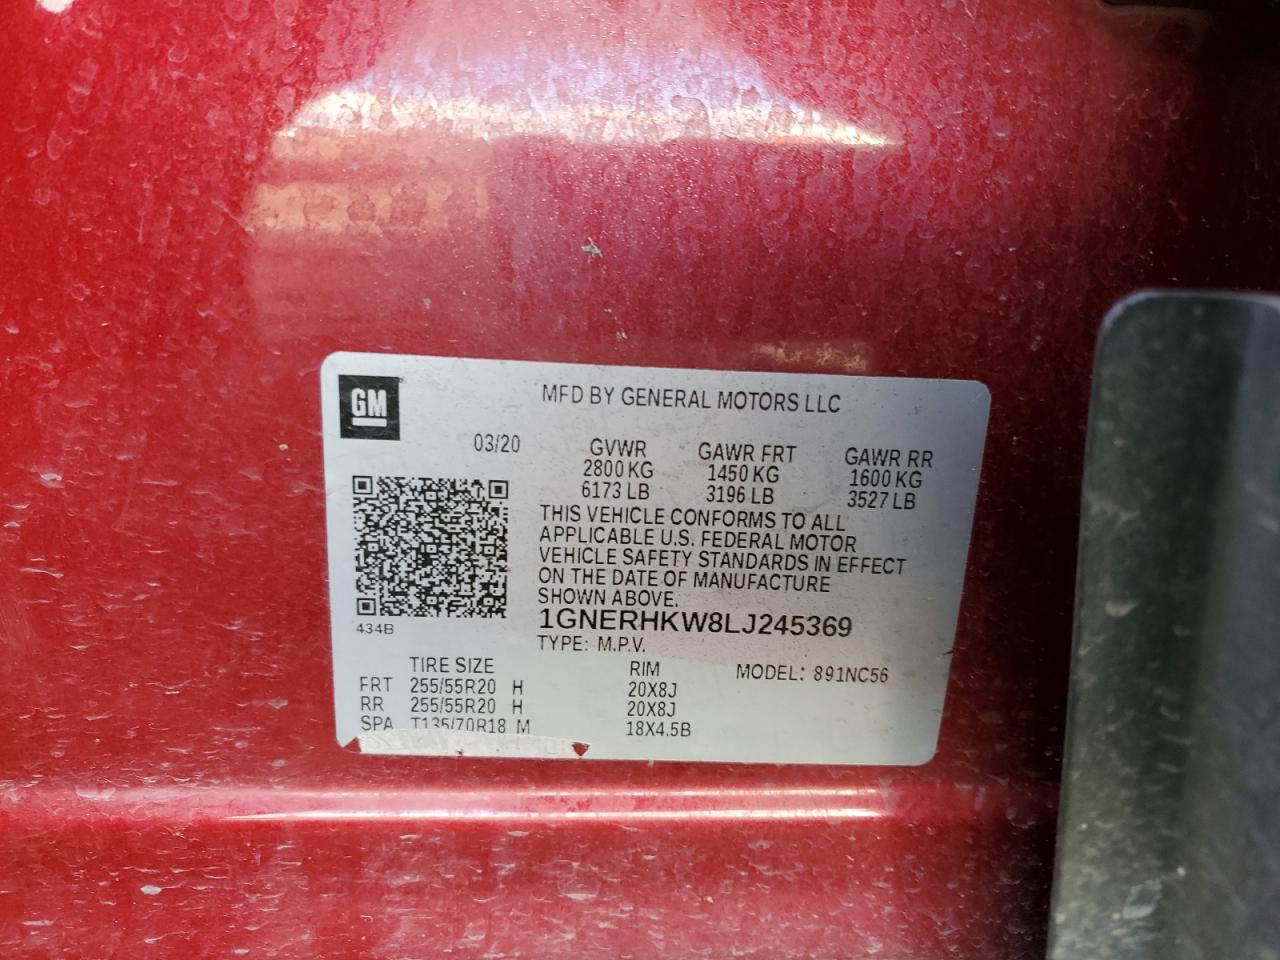 GM
MFD BY GENERAL MOTORS LLC
03/20 GVWR GAWR FRT GAWR RR
2800 KG 1450 KG 1600 KG
6173 LB 3196 LB 3527 LB
THIS VEHICLE CONFORMS TO ALL
APPLICABLE U.S. FEDERAL MOTOR
VEHICLE SAFETY STANDARDS IN EFFECT
ON THE DATE OF MANUFACTURE
SHOWN ABOVE.
1GNERHKW8LJ245369
434B
TYPE: M.P.V.
TIRE SIZE RIM MODEL: 891NC56
FRT 255/55R20 H 20X8J
RR 255/55R20 H 20X8J
SPA T135/70R18 M 18X4.5B